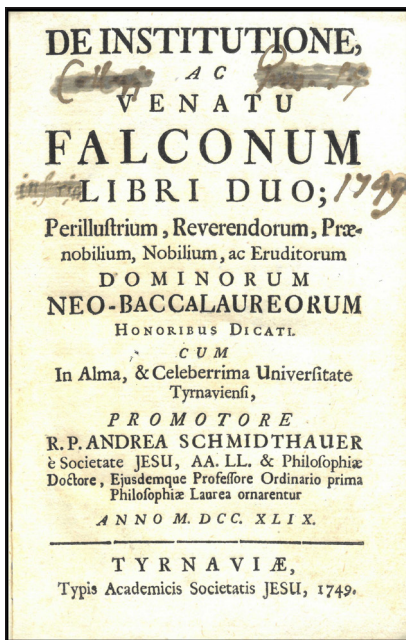 DE INSTITUTIONE,
AC
VENATU
FALCONUM
LIBRI DUO; 1749
Perilluſtrium, Reverendorum, Præ-
nobilium, Nobilium, ac Eruditorum
DOMINORUM
NEO-BACCALAUREORUM
HONORIBUS DICATI.
CUM
In Alma, & Celeberrima Univerſitate
Tyrnavienſi,
PROMOTORE
R. P. ANDREA SCHMIDTHAUER
è Societate JESU, AA. LL. & Philoſophiæ
Doctore, Ejusdemque Profeſſore Ordinario prima
Philoſophiæ Laurea ornarentur
ANNO M. DCC. XLIX.
TYRNAVIÆ,
Typis Academicis Societatis JESU, 1749.